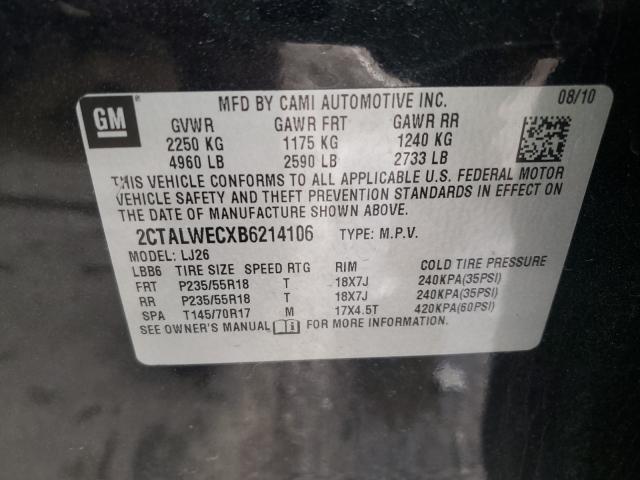 GM ®
MFD BY CAMI AUTOMOTIVE INC. 08/10
GVWR GAWR FRT GAWR RR
2250 KG 1175 KG 1240 KG
4960 LB 2590 LB 2733 LB
THIS VEHICLE CONFORMS TO ALL APPLICABLE U.S. FEDERAL MOTOR
VEHICLE SAFETY AND THEFT PREVENTION STANDARDS IN EFFECT ON
THE DATE OF MANUFACTURE SHOWN ABOVE.
2CTALWECXB6214106 TYPE: M.P.V.
MODEL: LJ26
LBB6 TIRE SIZE SPEED RTG RIM COLD TIRE PRESSURE
FRT P235/55R18 T 18X7J 240KPA(35PSI)
RR P235/55R18 T 18X7J 240KPA(35PSI)
SPA T145/70R17 M 17X4.5T 420KPA(60PSI)
SEE OWNER'S MANUAL FOR MORE INFORMATION.